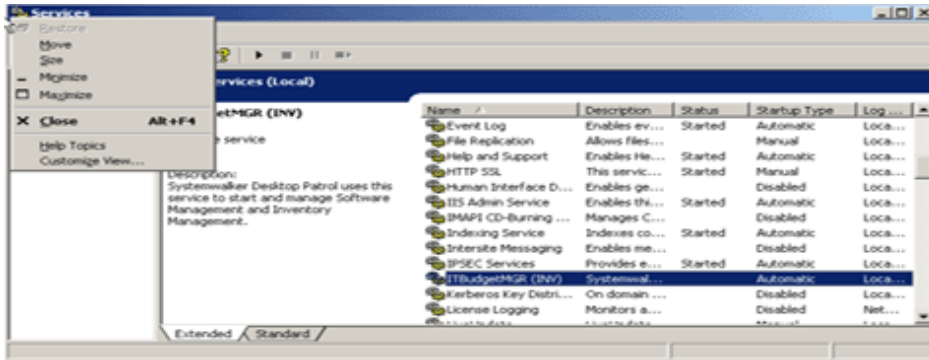 Services
Restore
Move
Size
Minimize
Maximize
Close Alt+F4
Help Topics
Customize View...
ervices (Local)
etMGR (INV)
e service
Description:
Systemwalker Desktop Patrol uses this
service to start and manage Software
Management and Inventory
Management.
Name Description Status Startup Type Log ...
Event Log Enables ev... Started Automatic Loca...
File Replication Allows files... Manual Loca...
Help and Support Enables He... Started Automatic Loca...
HTTP SSL This servic... Started Manual Loca...
Human Interface D... Enables ge... Disabled Loca...
IIS Admin Service Enables thi... Started Automatic Loca...
IMAPI CD-Burning ... Manages C... Disabled Loca...
Indexing Service Indexes co... Started Automatic Loca...
Intersite Messaging Enables me... Disabled Loca...
IPSEC Services Provides e... Started Automatic Loca...
ITBudgetMGR (INV) Systemwal... Automatic Loca...
Kerberos Key Distri... On domain ... Disabled Loca...
License Logging Monitors a... Disabled Net...
Extended Standard